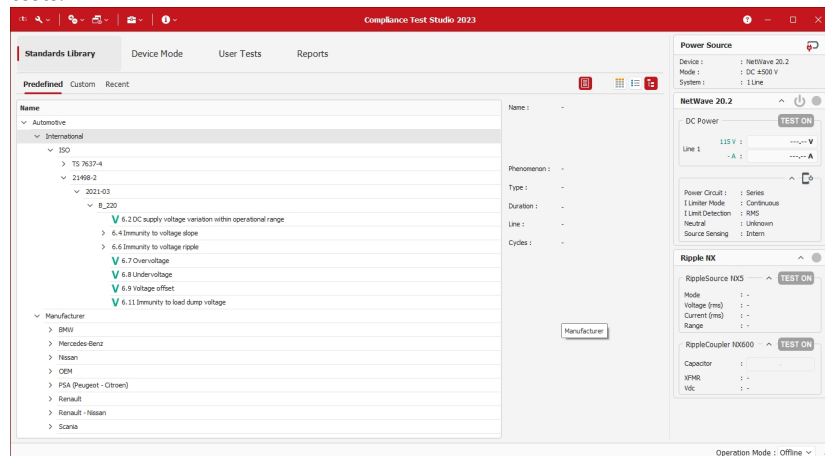 Compliance Test Studio 2023
Standards Library Device Mode User Tests Reports
Predefined Custom Recent
Name
Automotive
International
ISO
TS 7637-4
21498-2
2021-03
B_220
6.2 DC supply voltage variation within operational range
6.4 Immunity to voltage slope
6.6 Immunity to voltage ripple
6.7 Overvoltage
6.8 Undervoltage
6.9 Voltage offset
6.11 Immunity to load dump voltage
Manufacturer
BMW
Mercedes-Benz
Nissan
OEM
PSA (Peugeot - Citroen)
Renault
Renault - Nissan
Scania
Name : -
Phenomenon : -
Type : -
Duration : -
Line : -
Cycles : -
Manufacturer
Power Source
Device : : NetWave 20.2
Mode : : DC ±500 V
System : : 1Line
NetWave 20.2
DC Power TEST ON
Line 1
115 V : ---.-- V
- A : ---.-- A
Power Circuit : : Series
I Limiter Mode : Continuous
I Limit Detection : RMS
Neutral : Unknown
Source Sensing : Intern
Ripple NX
RippleSource NX5 TEST ON
Mode : -
Voltage (rms) : -
Current (rms) : -
Range : -
RippleCoupler NX600 TEST ON
Capacitor : -
XFMR : -
Vdc : -
Operation Mode : Offline